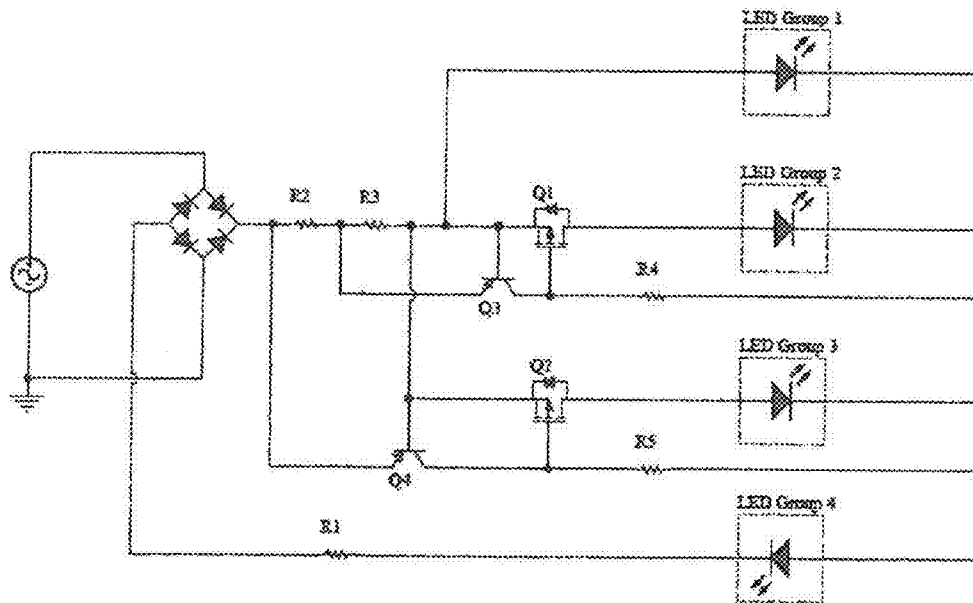 LED Group 1
LED Group 2
R2
R3
Q1
R4
Q3
LED Group 3
Q2
R5
Q4
LED Group 4
R1